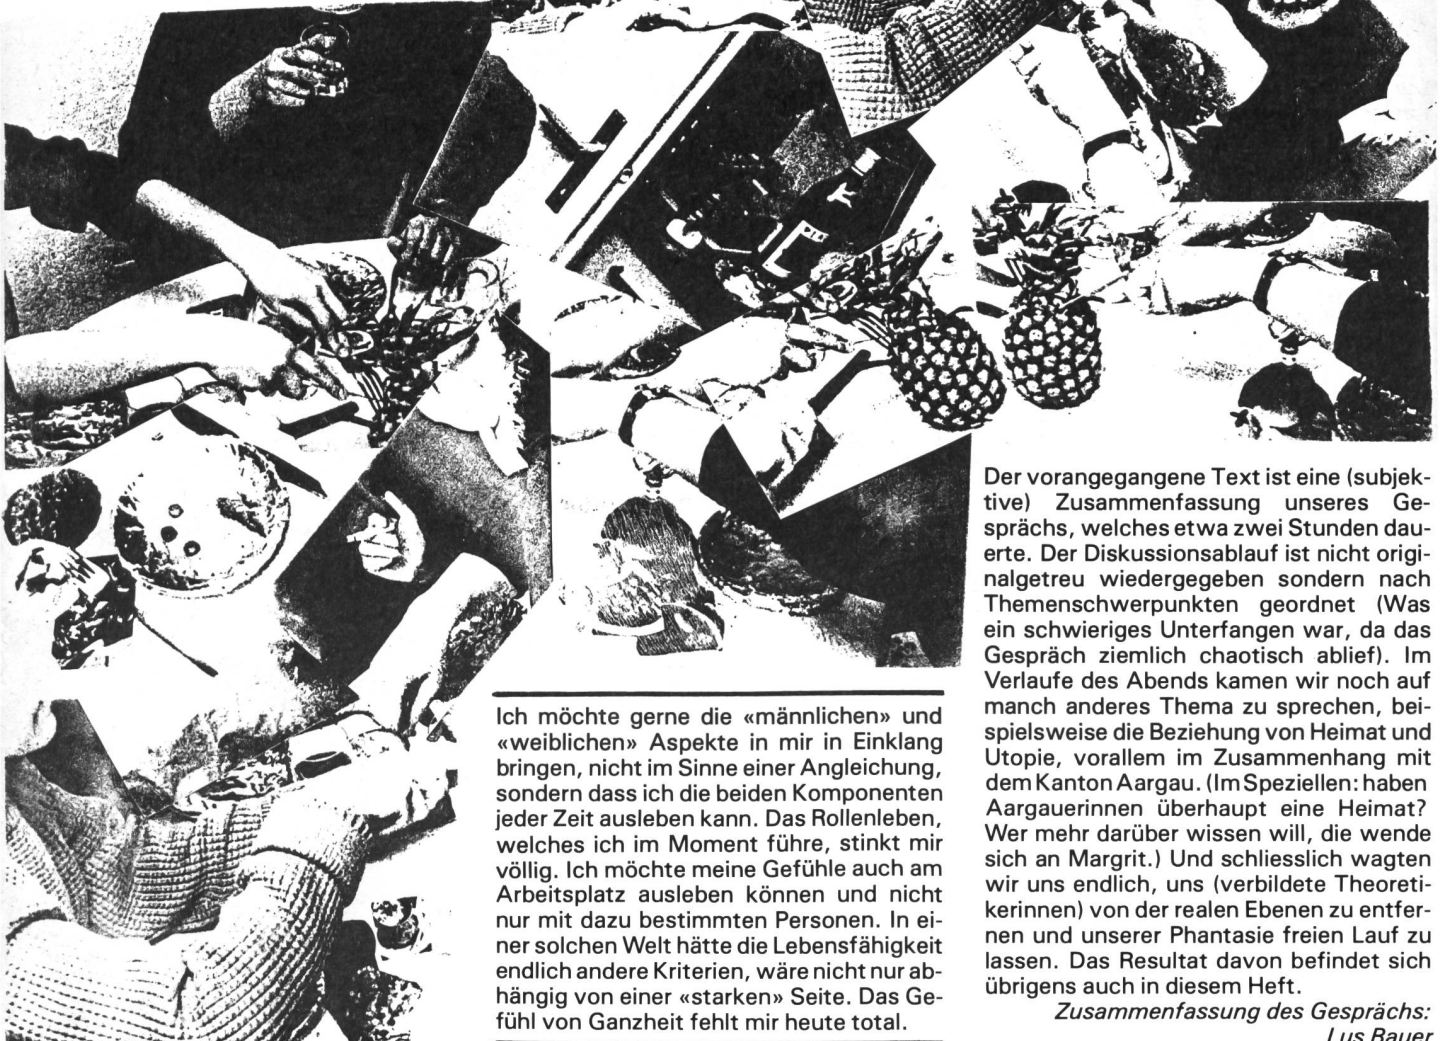 Ich möchte gerne die «männlichen» und
«weiblichen» Aspekte in mir in Einklang
bringen, nicht im Sinne einer Angleichung,
sondern dass ich die beiden Komponenten
jeder Zeit ausleben kann. Das Rollenleben,
welches ich im Moment führe, stinkt mir
völlig. Ich möchte meine Gefühle auch am
Arbeitsplatz ausleben können und nicht
nur mit dazu bestimmten Personen. In ei-
ner solchen Welt hätte die Lebensfähigkeit
endlich andere Kriterien, wäre nicht nur ab-
hängig von einer «starken» Seite. Das Ge-
fühl von Ganzheit fehlt mir heute total.
Der vorangegangene Text ist eine (subjek-
tive) Zusammenfassung unseres Ge-
sprächs, welches etwa zwei Stunden dau-
erte. Der Diskussionsablauf ist nicht origi-
nalgetreu wiedergegeben sondern nach
Themenschwerpunkten geordnet (Was
ein schwieriges Unterfangen war, da das
Gespräch ziemlich chaotisch ablief). Im
Verlaufe des Abends kamen wir noch auf
manch anderes Thema zu sprechen, bei-
spielsweise die Beziehung von Heimat und
Utopie, vorallem im Zusammenhang mit
dem Kanton Aargau. (Im Speziellen: haben
Aargauerinnen überhaupt eine Heimat?
Wer mehr darüber wissen will, die wende
sich an Margrit.) Und schliesslich wagten
wir uns endlich, uns (verbildete Theoreti-
kerinnen) von der realen Ebenen zu entfer-
nen und unserer Phantasie freien Lauf zu
lassen. Das Resultat davon befindet sich
übrigens auch in diesem Heft.
Zusammenfassung des Gesprächs:
Lus Bauer